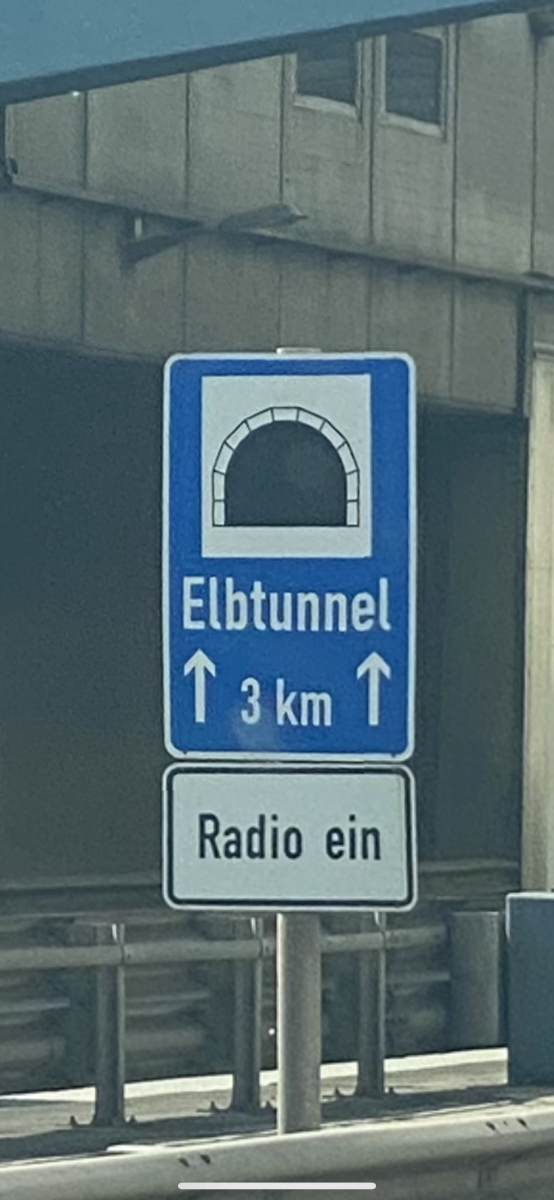 Elbtunnel
↑ 3 km ↑
Radio ein